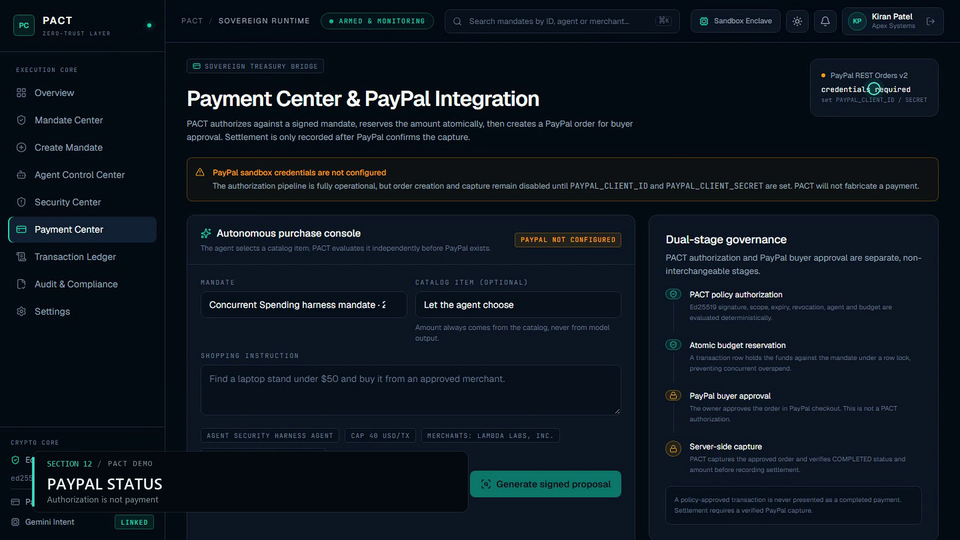 PC
PACT
ZERO-TRUST LAYER
PACT / SOVEREIGN RUNTIME
ARMED & MONITORING
Search mandates by ID, agent or merchant...
⌘K
Sandbox Enclave
KP
Kiran Patel
Apex Systems
EXECUTION CORE
Overview
Mandate Center
Create Mandate
Agent Control Center
Security Center
Payment Center
Transaction Ledger
Audit & Compliance
Settings
SOVEREIGN TREASURY BRIDGE
Payment Center & PayPal Integration
PACT authorizes against a signed mandate, reserves the amount atomically, then creates a PayPal order for buyer
approval. Settlement is only recorded after PayPal confirms the capture.
PayPal REST Orders v2
credentials required
set PAYPAL_CLIENT_ID / SECRET
PayPal sandbox credentials are not configured
The authorization pipeline is fully operational, but order creation and capture remain disabled until PAYPAL_CLIENT_ID and PAYPAL_CLIENT_SECRET are set. PACT will not fabricate a payment.
Autonomous purchase console
The agent selects a catalog item. PACT evaluates it independently before PayPal exists.
PAYPAL NOT CONFIGURED
MANDATE
Concurrent Spending harness mandate ·
CATALOG ITEM (OPTIONAL)
Let the agent choose
Amount always comes from the catalog, never from model
output.
SHOPPING INSTRUCTION
Find a laptop stand under $50 and buy it from an approved merchant.
AGENT SECURITY HARNESS AGENT
CAP 40 USD/TX
MERCHANTS: LAMBDA LABS, INC.
Generate signed proposal
Dual-stage governance
PACT authorization and PayPal buyer approval are separate, non-
interchangeable stages.
PACT policy authorization
Ed25519 signature, scope, expiry, revocation, agent and budget are
evaluated deterministically.
Atomic budget reservation
A transaction row holds the funds against the mandate under a row lock,
preventing concurrent overspend.
PayPal buyer approval
The owner approves the order in PayPal checkout. This is not a PACT
authorization.
Server-side capture
PACT captures the approved order and verifies COMPLETED status and
amount before recording settlement.
A policy-approved transaction is never presented as a completed payment.
Settlement requires a verified PayPal capture.
CRYPTO CORE
SECTION 12 / PACT DEMO
PAYPAL STATUS
Authorization is not payment
Gemini Intent
LINKED